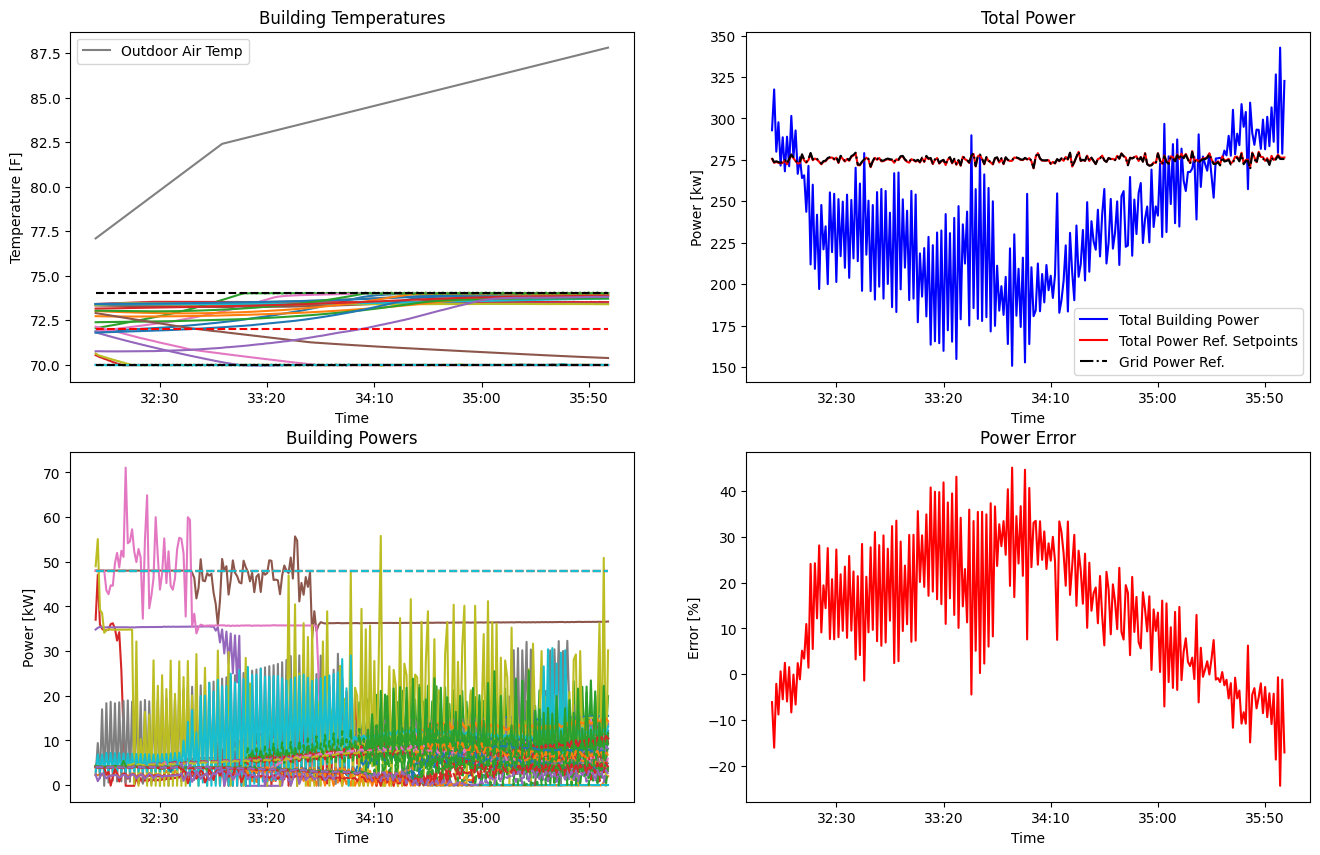 Building Temperatures
Outdoor Air Temp
Temperature [F]
87.5
85.0
82.5
80.0
77.5
75.0
72.5
70.0
32:30 33:20 34:10 35:00 35:50
Time
Total Power
Power [kw]
350
325
300
275
250
225
200
175
150
Total Building Power
Total Power Ref. Setpoints
Grid Power Ref.
32:30 33:20 34:10 35:00 35:50
Time
Building Powers
Power [kW]
70
60
50
40
30
20
10
0
32:30 33:20 34:10 35:00 35:50
Time
Power Error
Error [%]
40
30
20
10
0
−10
−20
32:30 33:20 34:10 35:00 35:50
Time